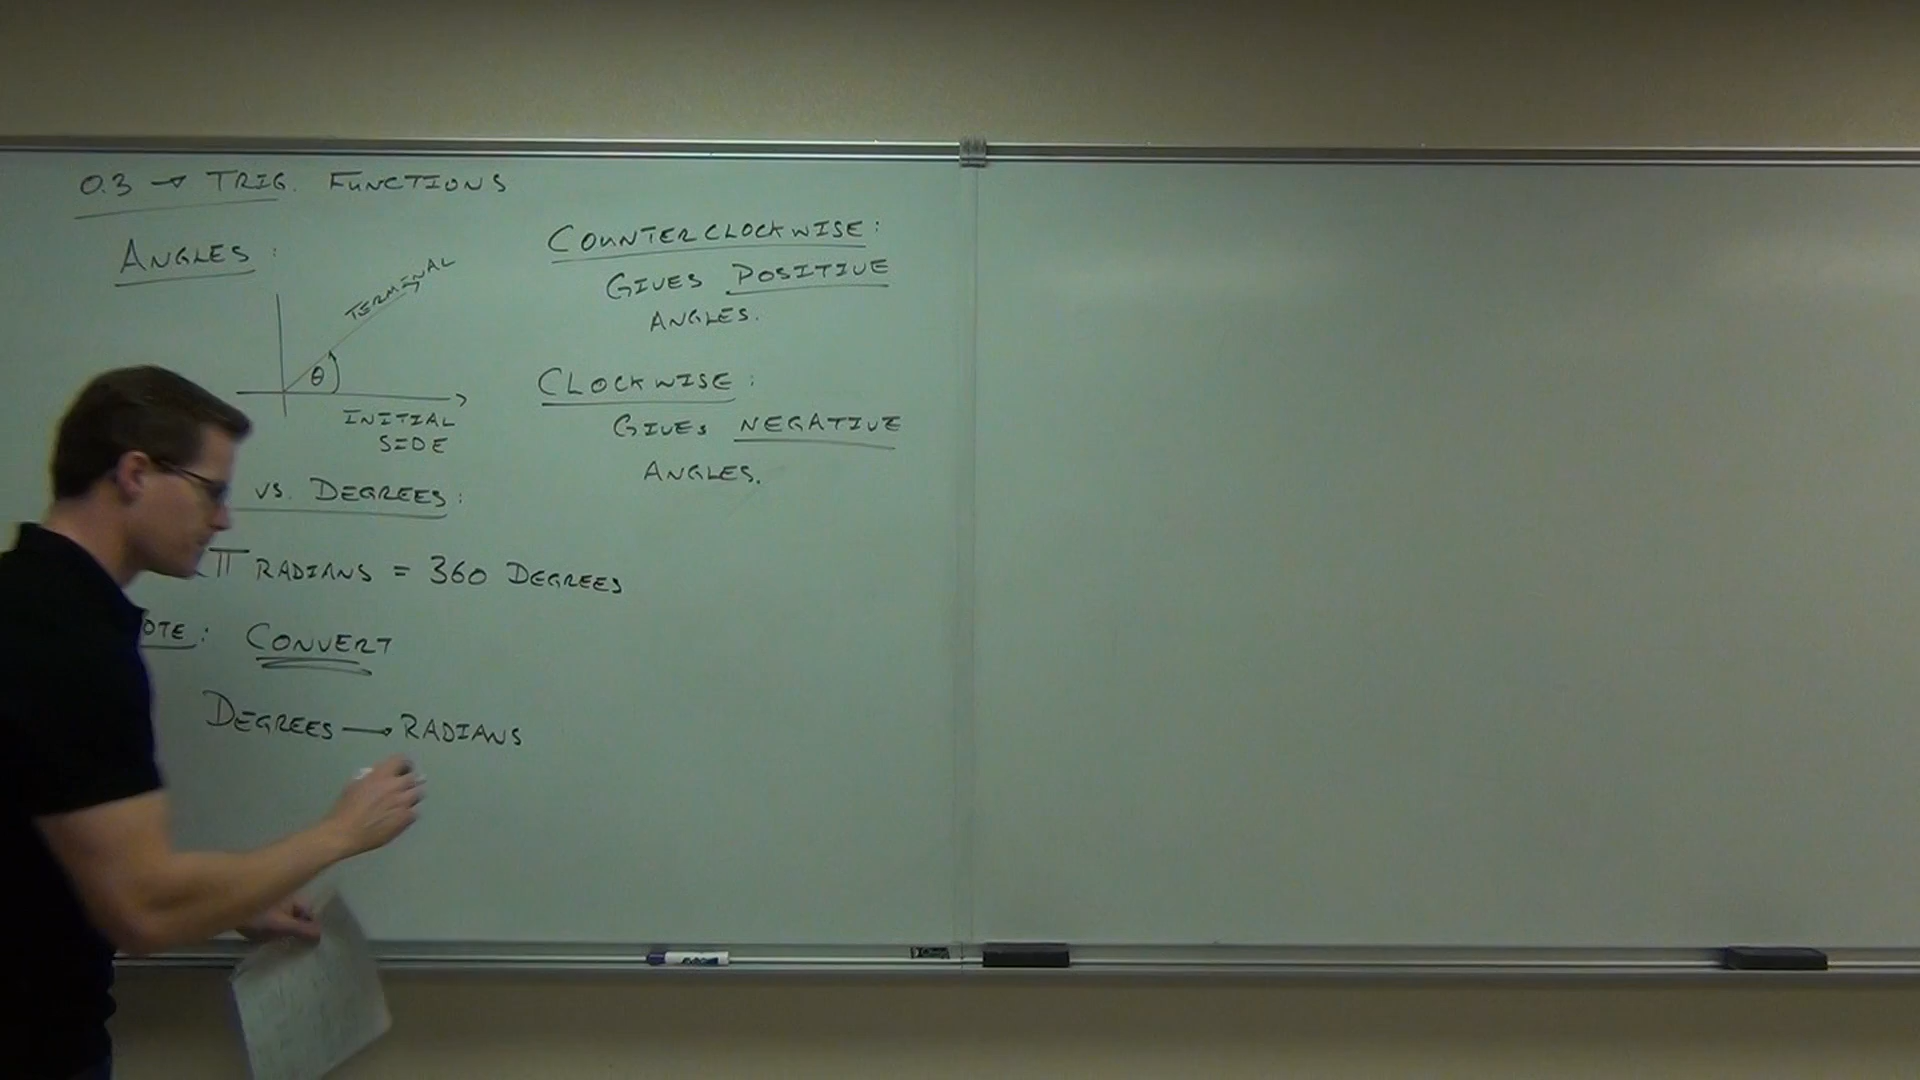 0.3 → TRIG. FUNCTIONS
ANGLES:
TERMINAL
θ
INITIAL
SIDE
VS. DEGREES:
π RADIANS = 360 DEGREES
OTE: CONVERT
DEGREES → RADIANS
COUNTERCLOCKWISE:
GIVES POSITIVE
ANGLES.
CLOCKWISE:
GIVES NEGATIVE
ANGLES.